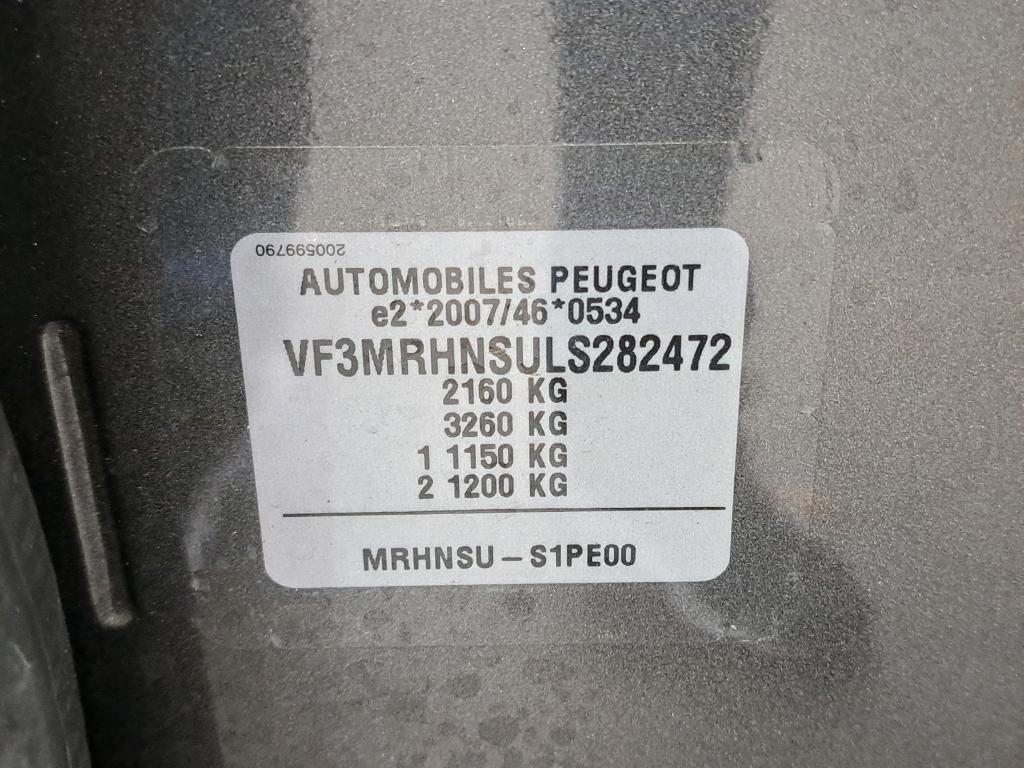 200599790
AUTOMOBILES PEUGEOT
e2*2007/46*0534
VF3MRHNSULS282472
2160 KG
3260 KG
1 1150 KG
2 1200 KG
MRHNSU – S1PE00